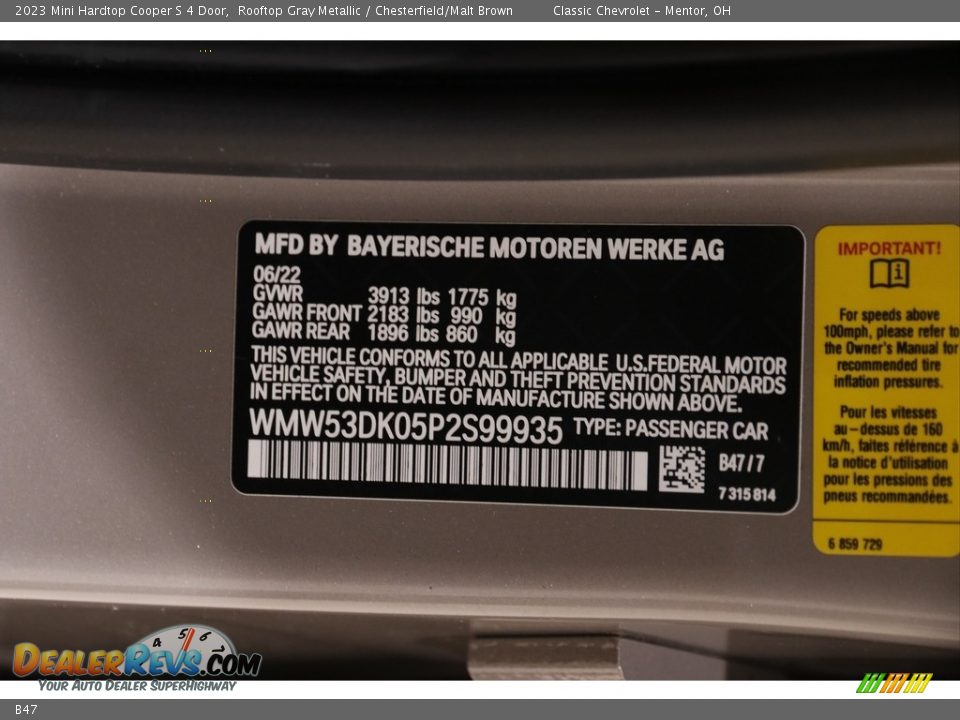 2023 Mini Hardtop Cooper S 4 Door, Rooftop Gray Metallic / Chesterfield/Malt Brown Classic Chevrolet – Mentor, OH
MFD BY BAYERISCHE MOTOREN WERKE AG
06/22
GVWR 3913 lbs 1775 kg
GAWR FRONT 2183 lbs 990 kg
GAWR REAR 1896 lbs 860 kg
THIS VEHICLE CONFORMS TO ALL APPLICABLE U.S.FEDERAL MOTOR
VEHICLE SAFETY, BUMPER AND THEFT PREVENTION STANDARDS
IN EFFECT ON THE DATE OF MANUFACTURE SHOWN ABOVE.
WMW53DK05P2S99935 TYPE: PASSENGER CAR
B47/7
7 315 814
IMPORTANT!
For speeds above
100mph, please refer to
the Owner's Manual for
recommended tire
inflation pressures.
Pour les vitesses
au-dessus de 160
km/h, faites référence à
la notice d'utilisation
pour les pressions des
pneus recommandées.
6 859 729
4 5 6
DEALERREVS.COM
YOUR AUTO DEALER SUPERHIGHWAY
B47